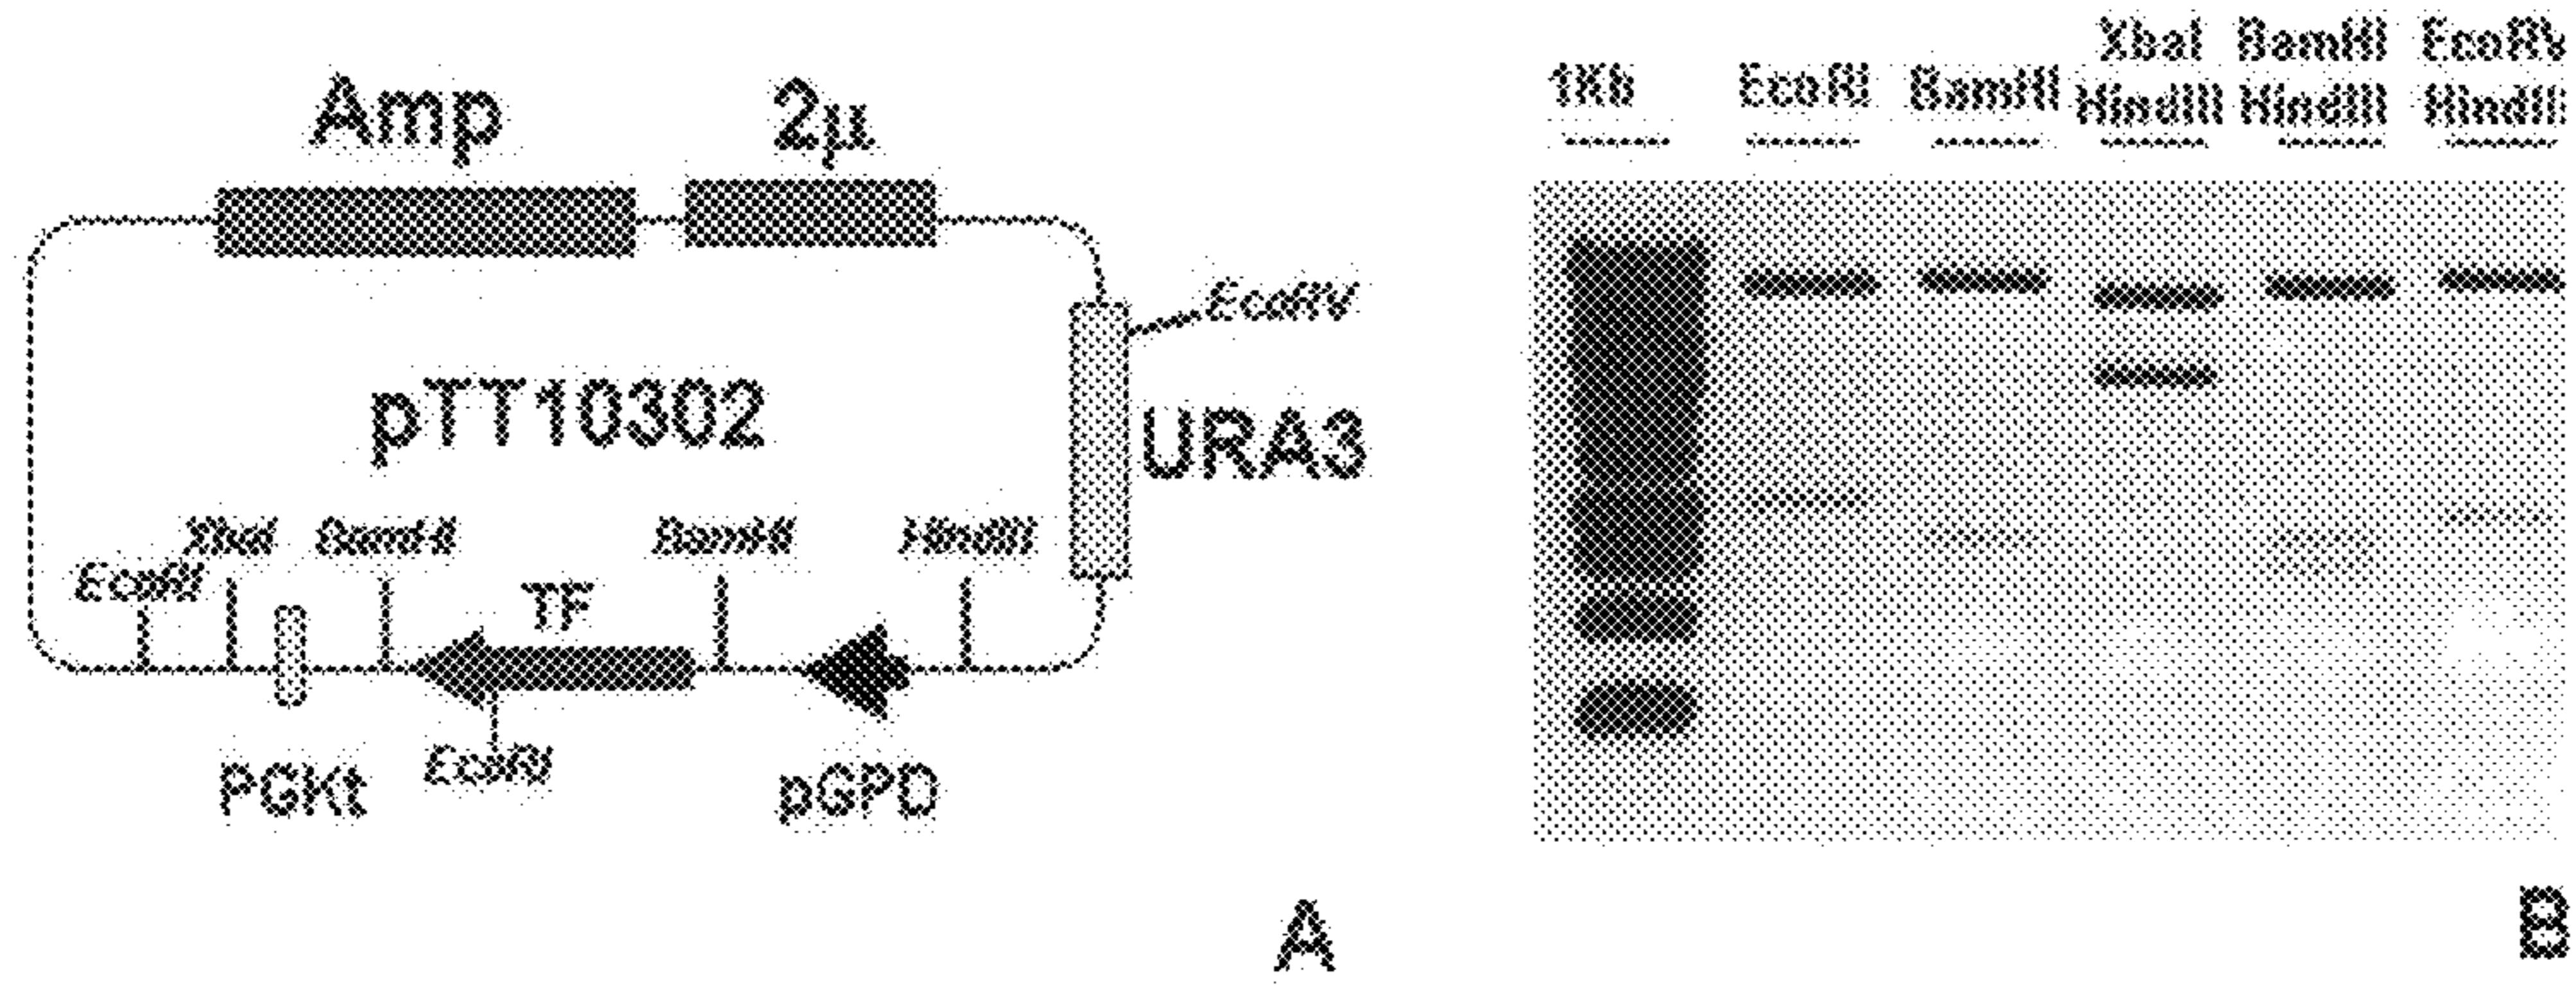 Amp
2μ
EcoRV
pTT10302
URA3
XbaI BamHI BamHI HindIII
EcoRI
TF
EcoRI
PGKt
pGPD
A
1Kb EcoRI BamHI XbaI BamHI EcoRV
HindIII HindIII HindIII
B